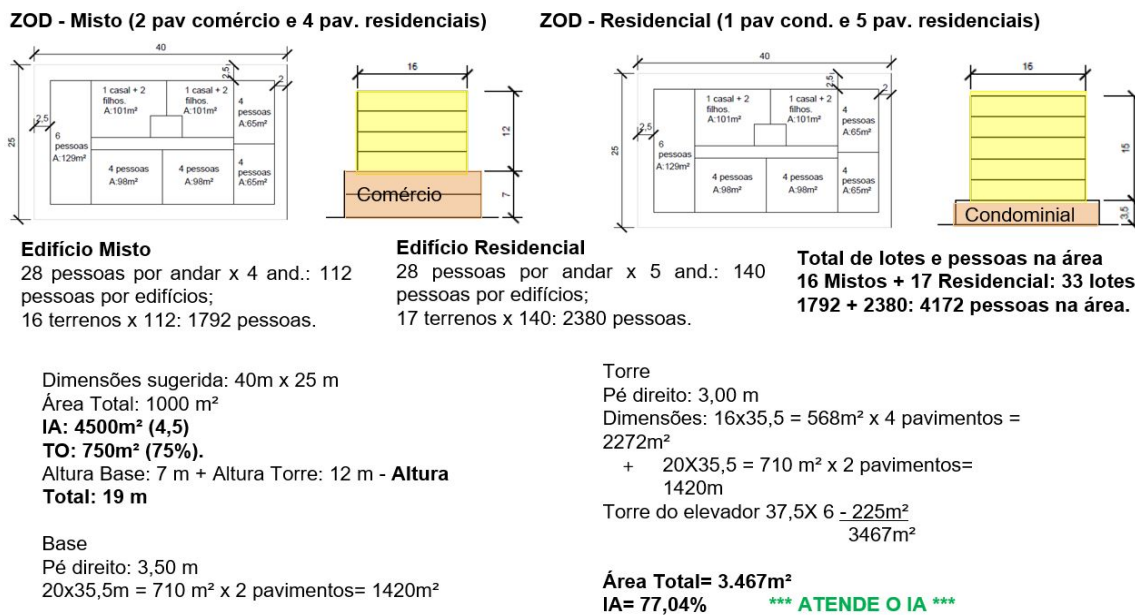 ZOD - Misto (2 pav comércio e 4 pav. residenciais)
40
2,5
2
2,5
25
1 casal + 2
filhos.
A:101m²
1 casal + 2
filhos.
A:101m²
4
pessoas
A:65m²
6
pessoas
A:129m²
4 pessoas
A:98m²
4 pessoas
A:98m²
4
pessoas
A:65m²
16
12
7
Comércio
ZOD - Residencial (1 pav cond. e 5 pav. residenciais)
40
2,5
2
2,5
25
1 casal + 2
filhos.
A:101m²
1 casal + 2
filhos.
A:101m²
4
pessoas
A:65m²
6
pessoas
A:129m²
4 pessoas
A:98m²
4 pessoas
A:98m²
4
pessoas
A:65m²
16
15
3,5
Condominial
Edifício Misto
28 pessoas por andar x 4 and.: 112
pessoas por edifícios;
16 terrenos x 112: 1792 pessoas.
Edifício Residencial
28 pessoas por andar x 5 and.: 140
pessoas por edifícios;
17 terrenos x 140: 2380 pessoas.
Total de lotes e pessoas na área
16 Mistos + 17 Residencial: 33 lotes
1792 + 2380: 4172 pessoas na área.
Dimensões sugerida: 40m x 25 m
Área Total: 1000 m²
IA: 4500m² (4,5)
TO: 750m² (75%).
Altura Base: 7 m + Altura Torre: 12 m - Altura
Total: 19 m
Base
Pé direito: 3,50 m
20x35,5m = 710 m² x 2 pavimentos= 1420m²
Torre
Pé direito: 3,00 m
Dimensões: 16x35,5 = 568m² x 4 pavimentos =
2272m²
+ 20X35,5 = 710 m² x 2 pavimentos=
1420m
Torre do elevador 37,5X 6 - 225m²
3467m²
Área Total= 3.467m²
IA= 77,04% *** ATENDE O IA ***